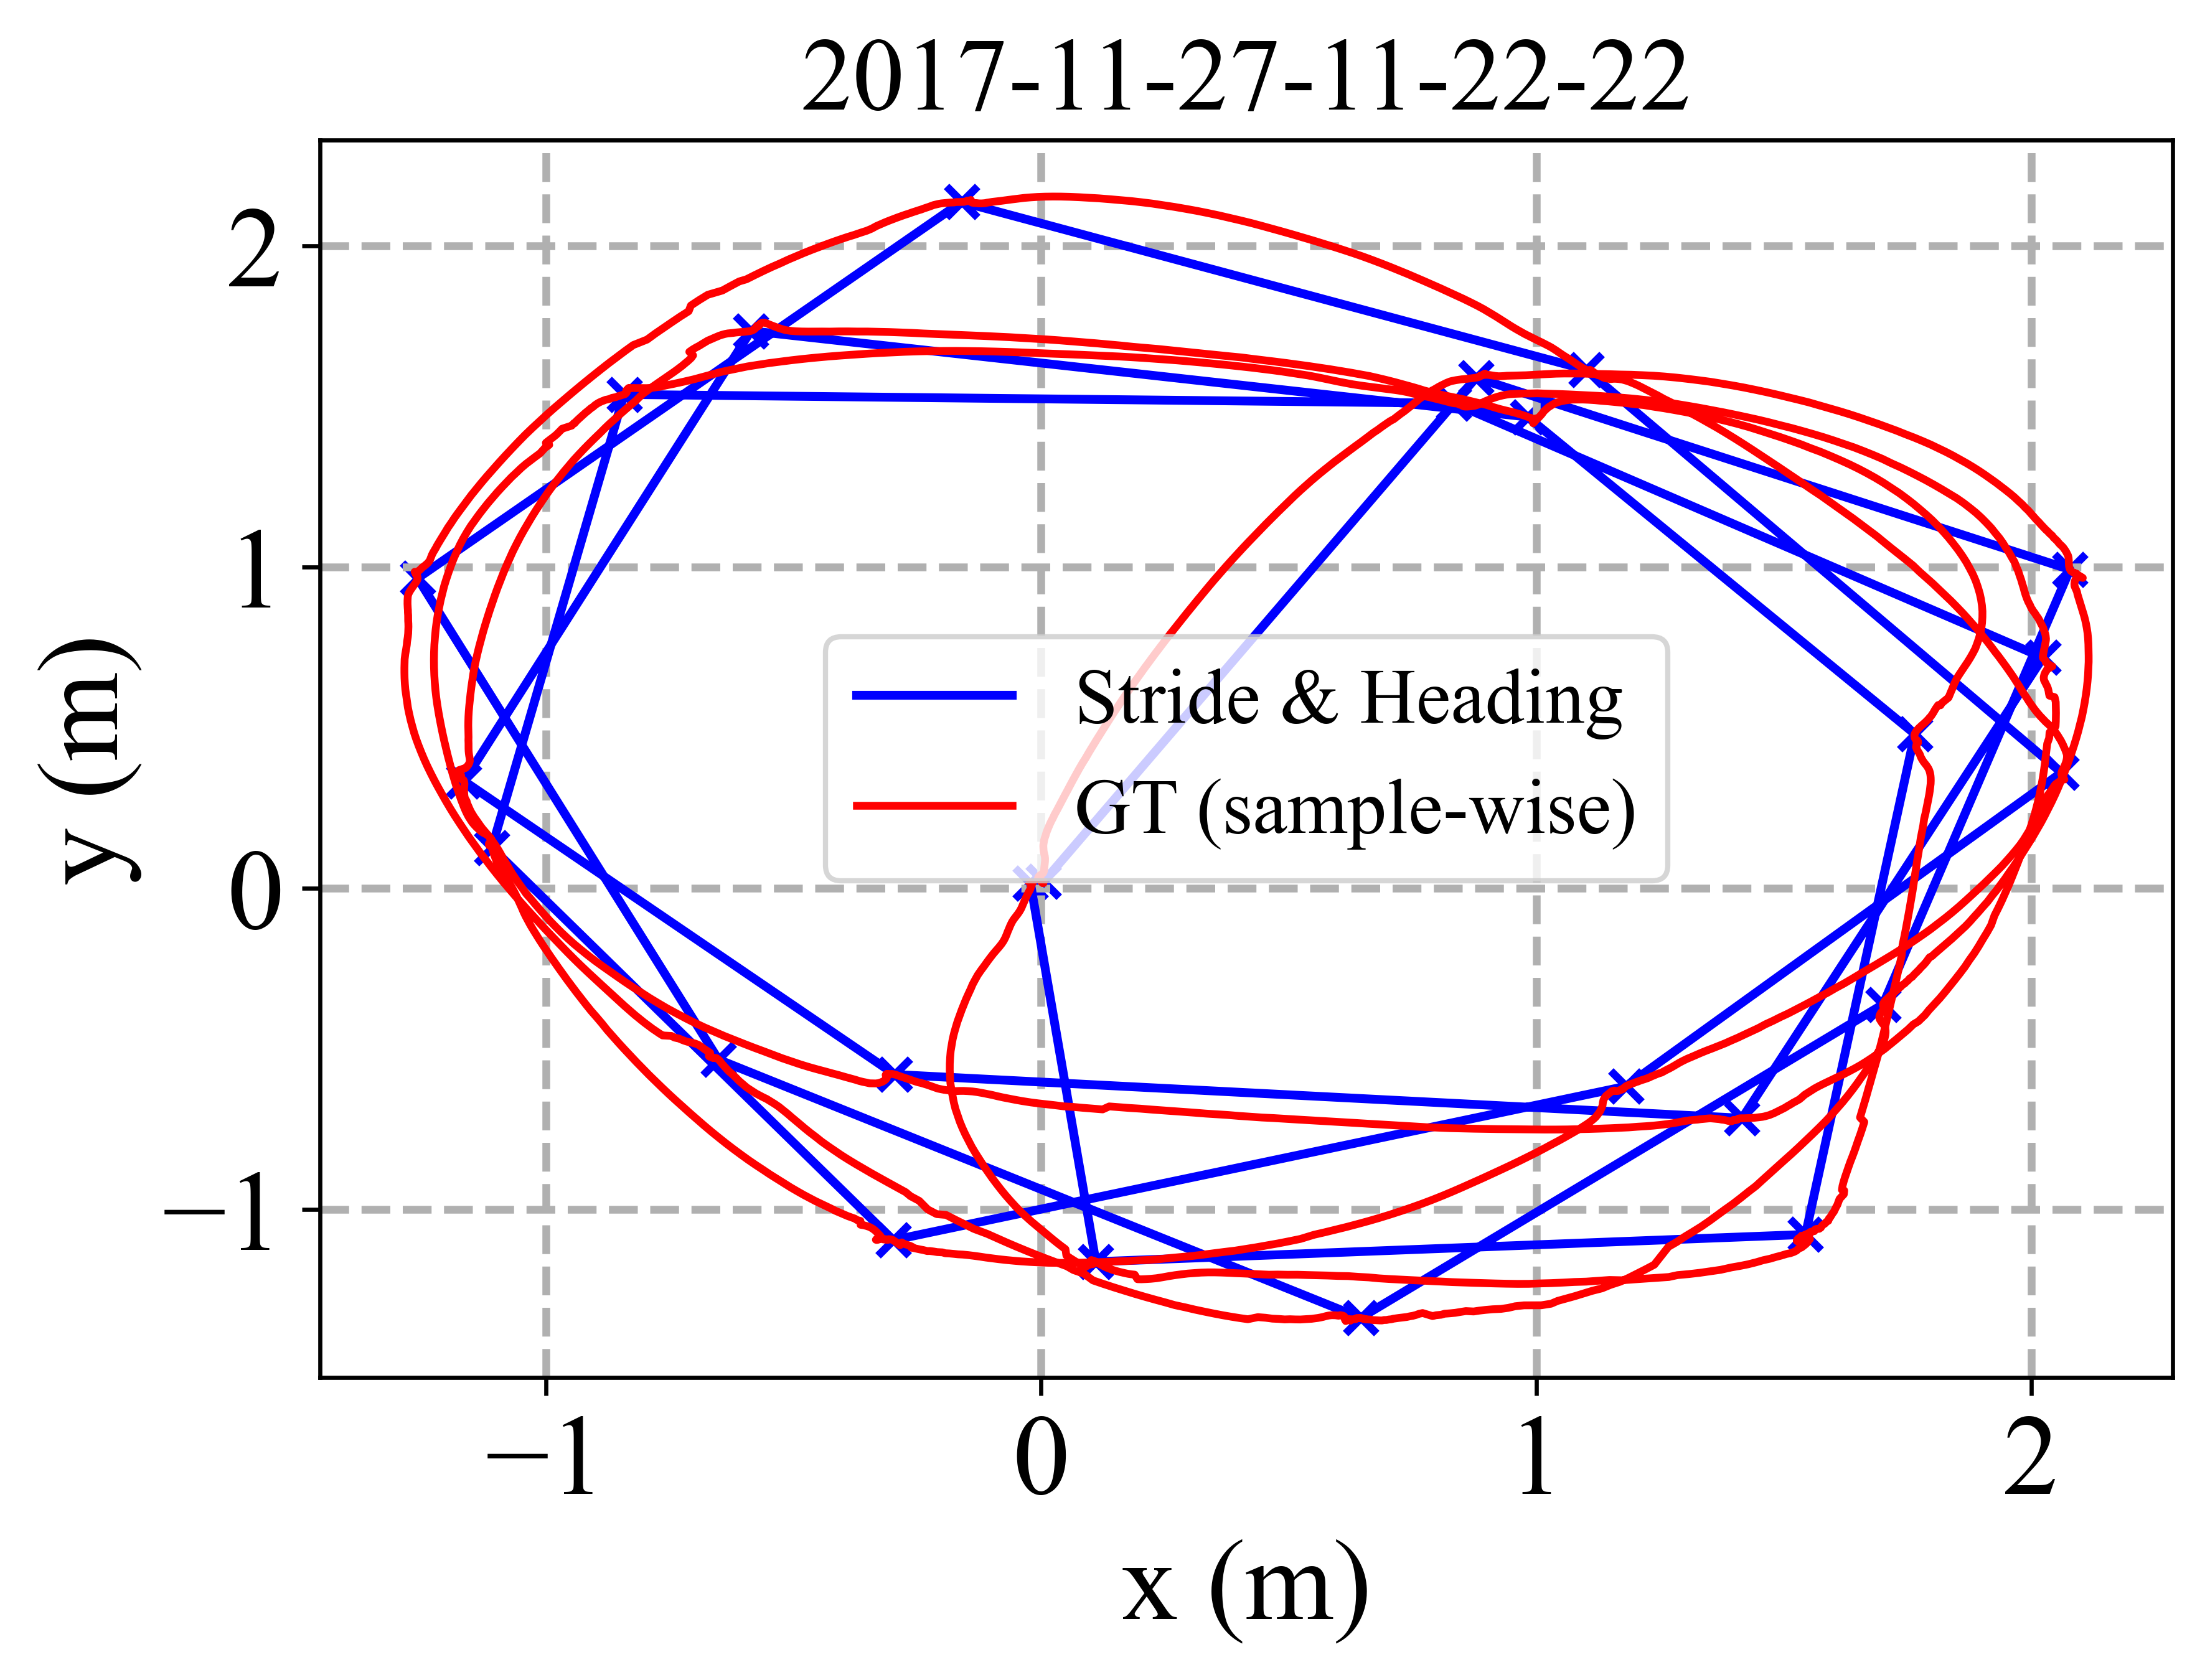 2017-11-27-11-22-22
y (m)
2
1
0
−1
Stride & Heading
GT (sample-wise)
−1 0 1 2
x (m)